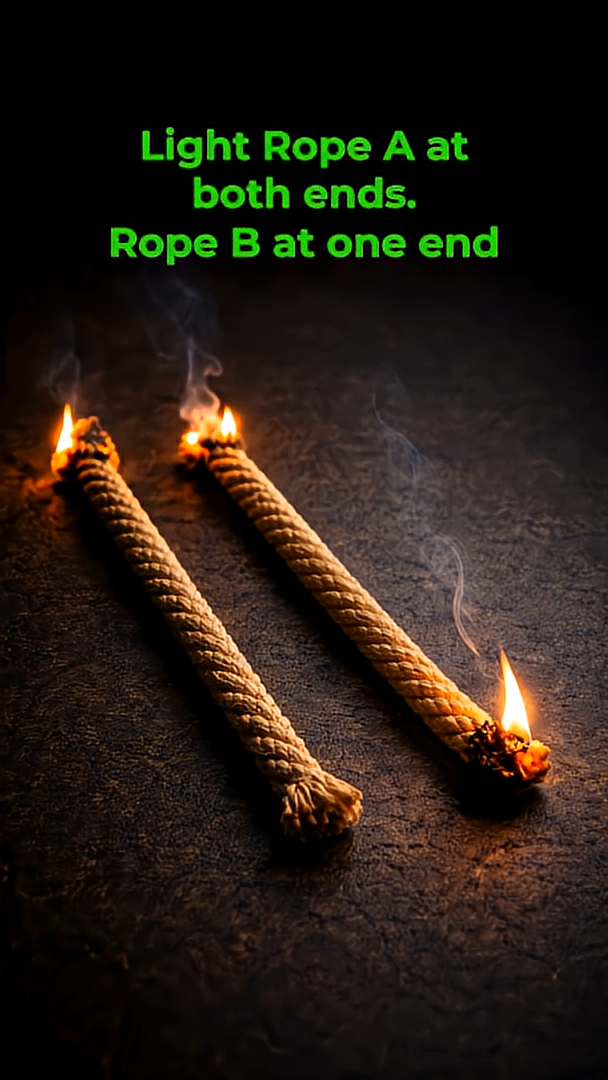 Light Rope A at
both ends.
Rope B at one end